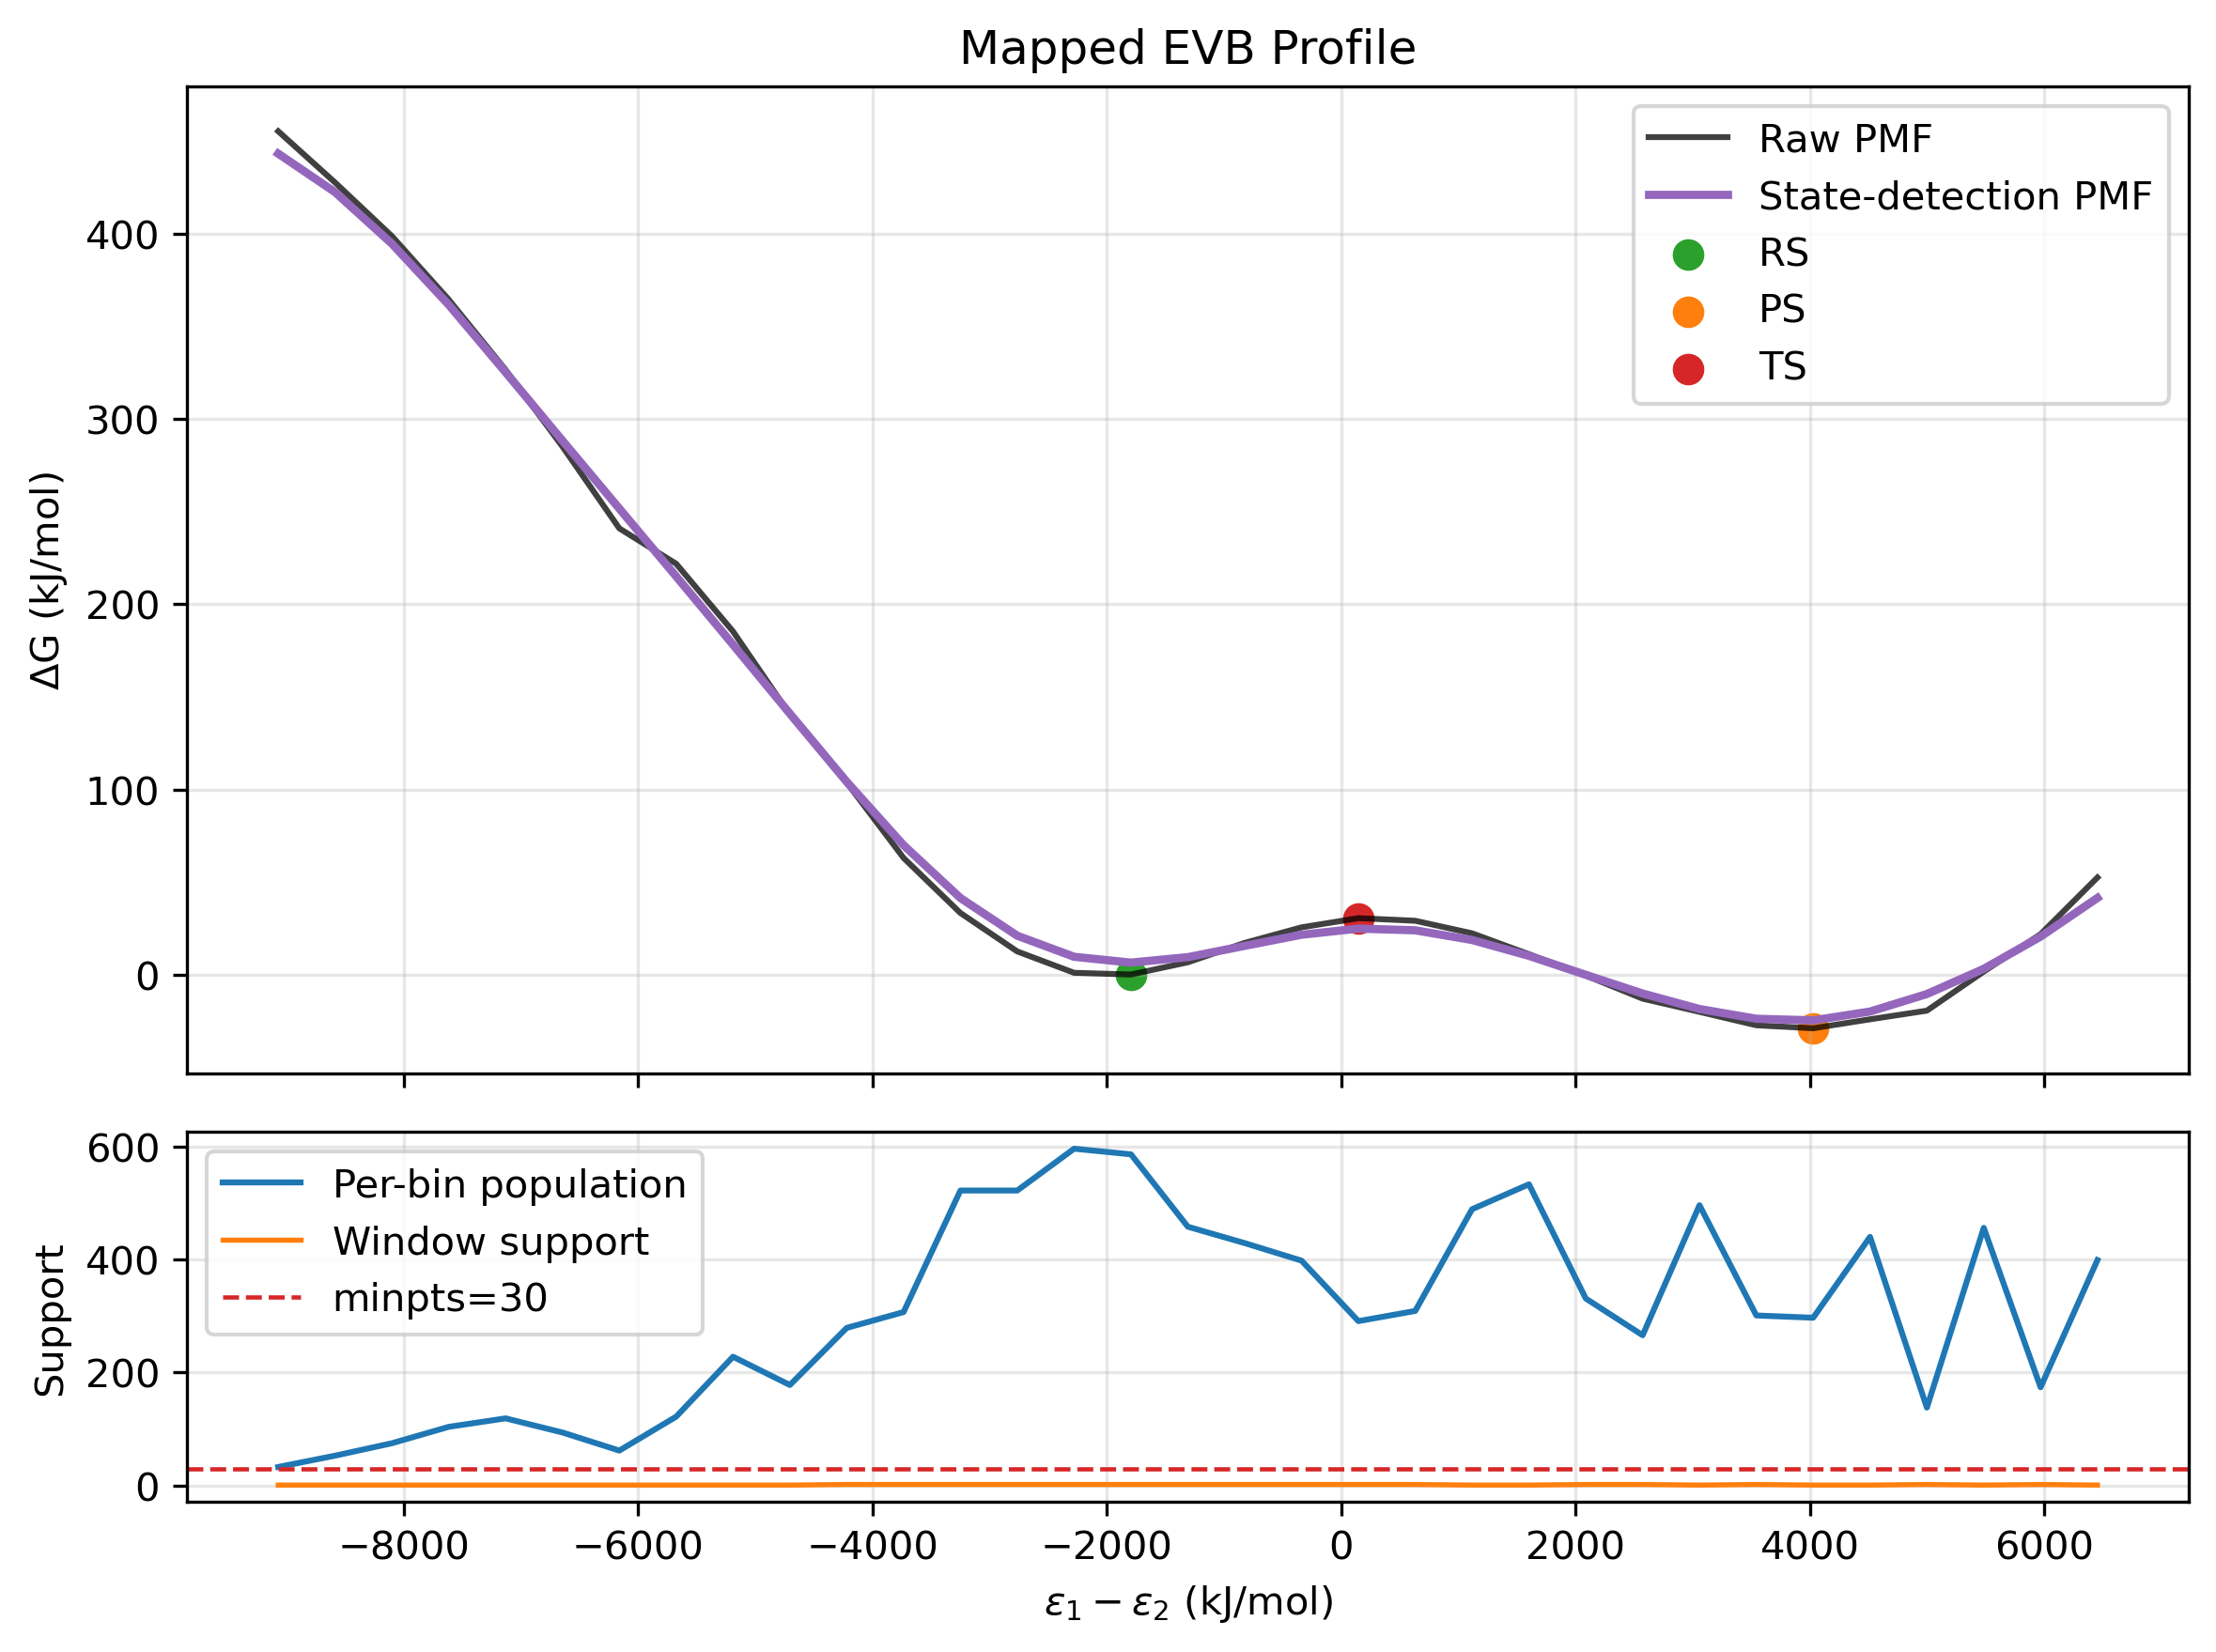 Mapped EVB Profile
ΔG (kJ/mol)
400
300
200
100
0
Raw PMF
State-detection PMF
RS
PS
TS
Support
600
400
200
0
Per-bin population
Window support
minpts=30
−8000 −6000 −4000 −2000 0 2000 4000 6000
ε₁ − ε₂ (kJ/mol)